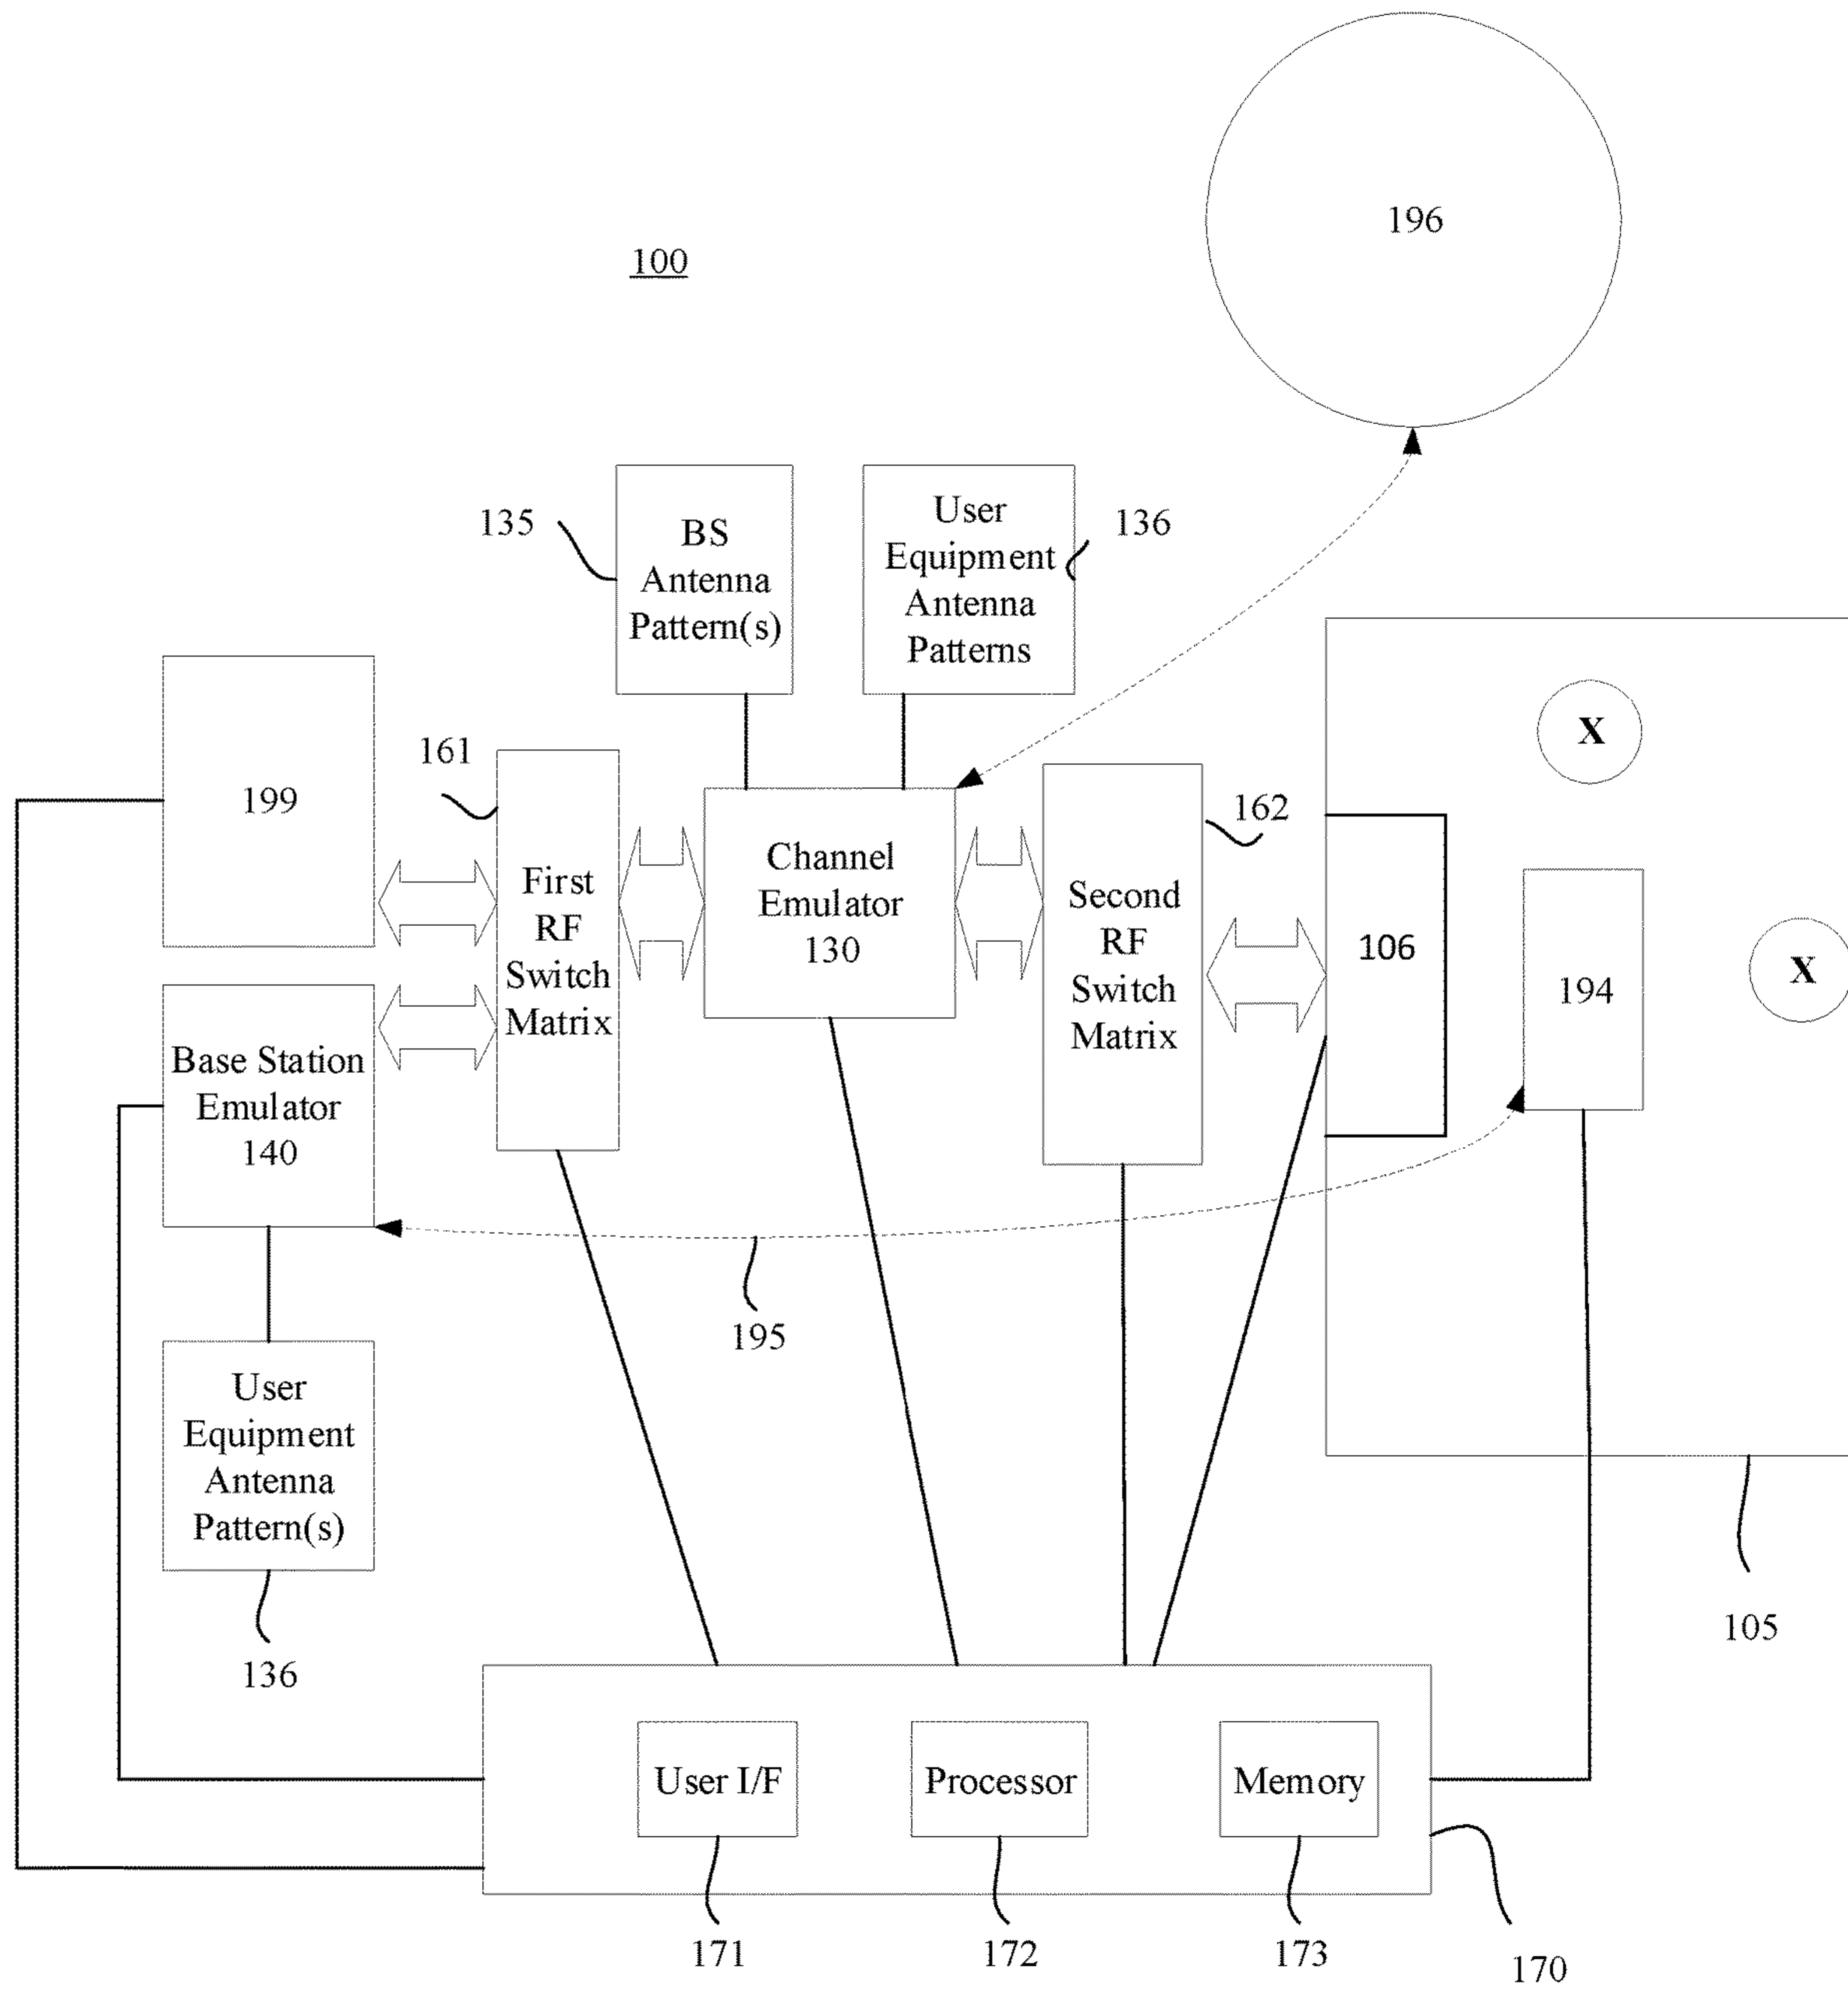 196
100
135
BS
Antenna
Pattern(s)
User
Equipment
Antenna
Patterns
136
199
161
First
RF
Switch
Matrix
Channel
Emulator
130
162
Second
RF
Switch
Matrix
106
X
194
X
Base Station
Emulator
140
195
User
Equipment
Antenna
Pattern(s)
136
105
User I/F
Processor
Memory
171
172
173
170